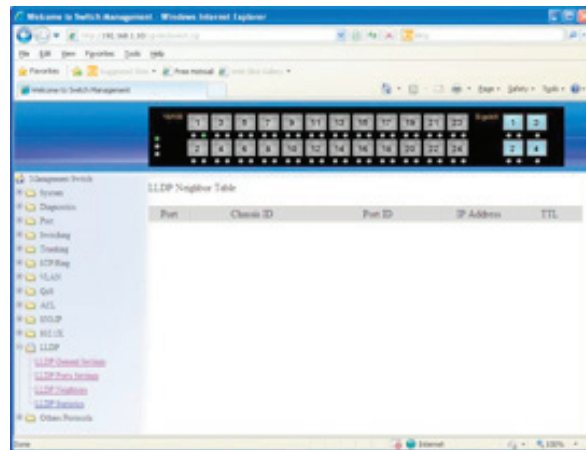 Welcome to Switch Management - Windows Internet Explorer
File Edit View Favorites Tools Help
Favorites
Welcome to Switch Management
Page Safety Tools
1 3 5 7 9 11 13 15 17 19 21 23
1 3
2 4 6 8 10 12 14 16 18 20 22 24
2 4
Management Switch
System
Diagnostics
Port
Switching
Trunking
STP/Ring
VLAN
QoS
ACL
SNMP
802.1X
LLDP
LLDP General Settings
LLDP Ports Settings
LLDP Neighbors
LLDP Statistics
Others Protocols
LLDP Neighbor Table
Port Chassis ID Port ID IP Address TTL
Done Internet 100%